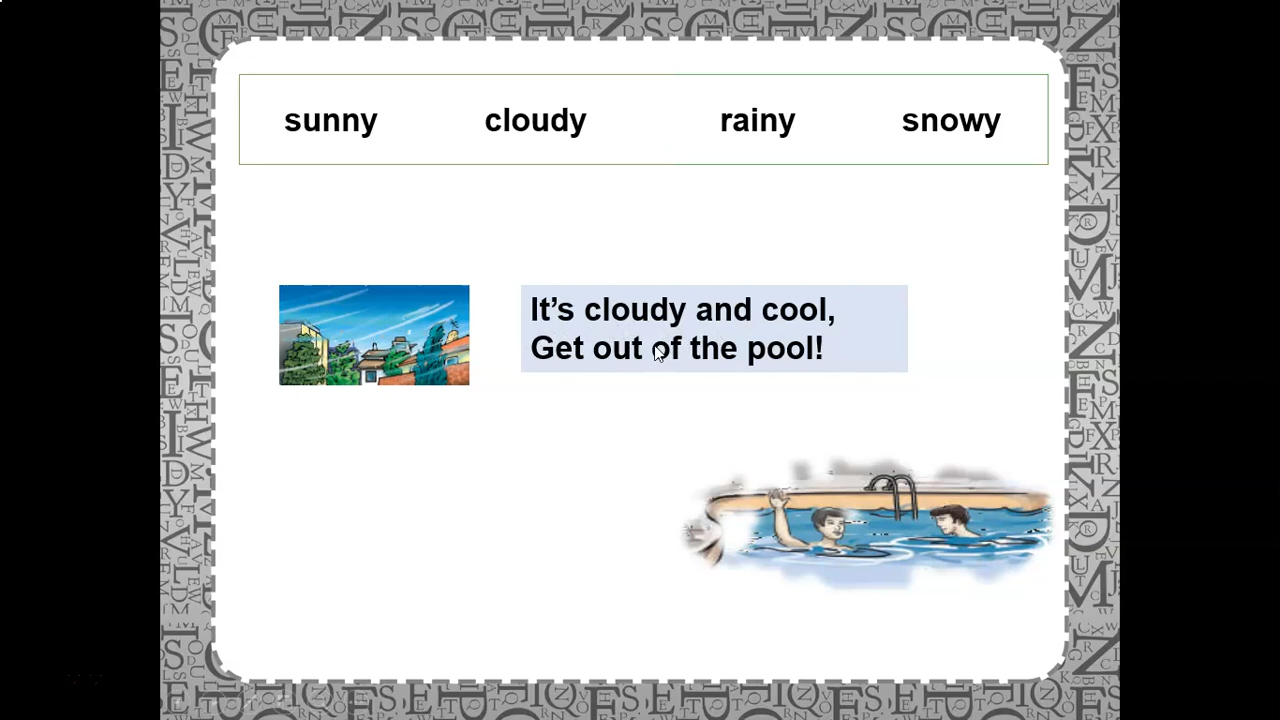 sunny cloudy rainy snowy
It's cloudy and cool,
Get out of the pool!